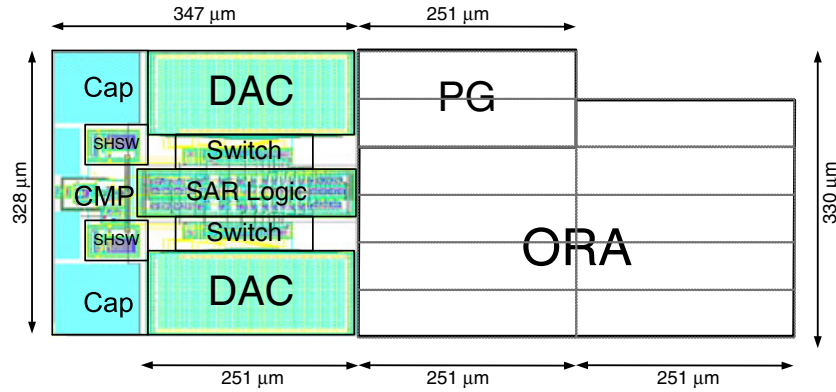 347 μm
251 μm
Cap
DAC
PG
SHSW
Switch
328 μm
CMP
SAR Logic
330 μm
SHSW
Switch
ORA
Cap
DAC
251 μm
251 μm
251 μm